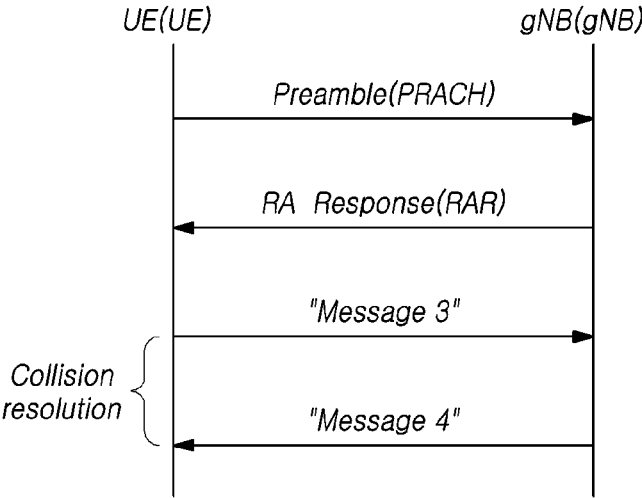 UE(UE)
gNB(gNB)
Preamble(PRACH)
RA Response(RAR)
"Message 3"
Collision
resolution
"Message 4"